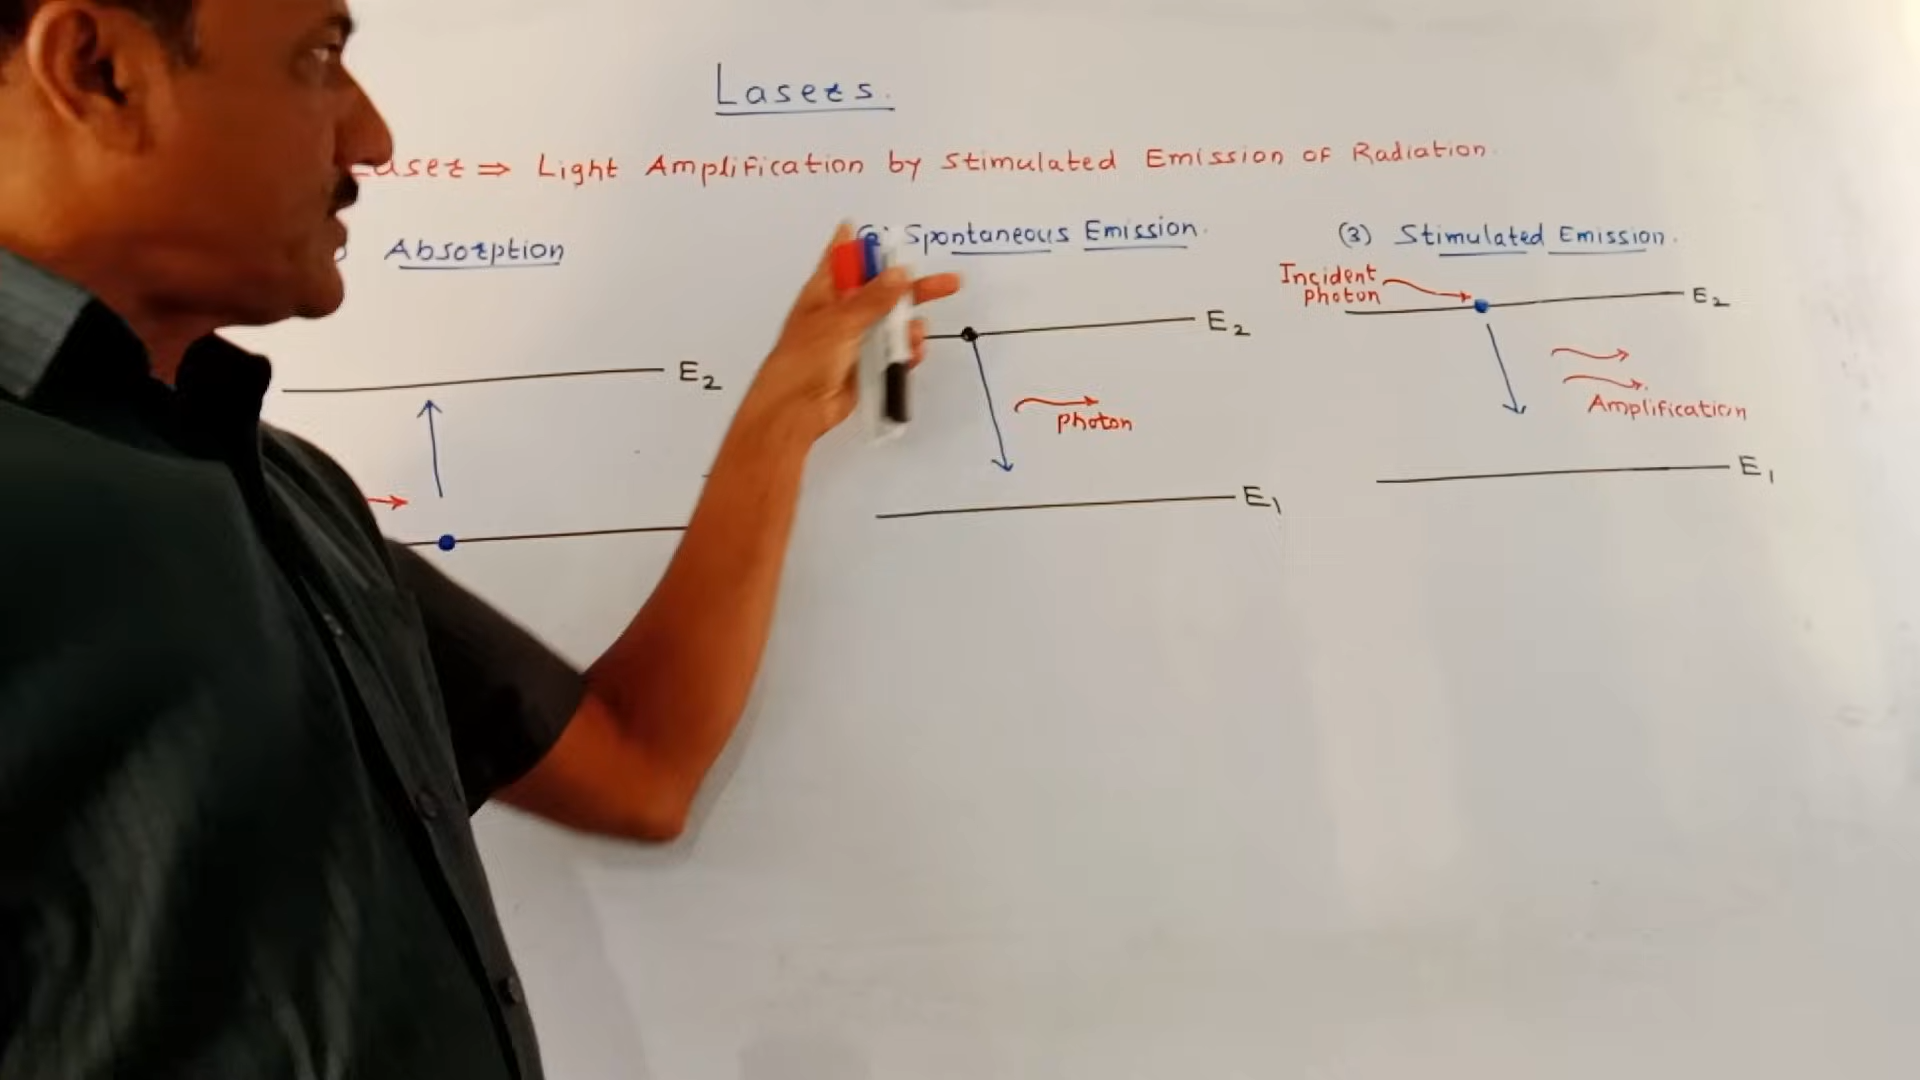 Lasers.
Laser ⇒ Light Amplification by Stimulated Emission of Radiation.
Absorption
Spontaneous Emission.
(3) Stimulated Emission.
Incident
Photon
E2
E2
E2
Photon
Amplification
E1
E1